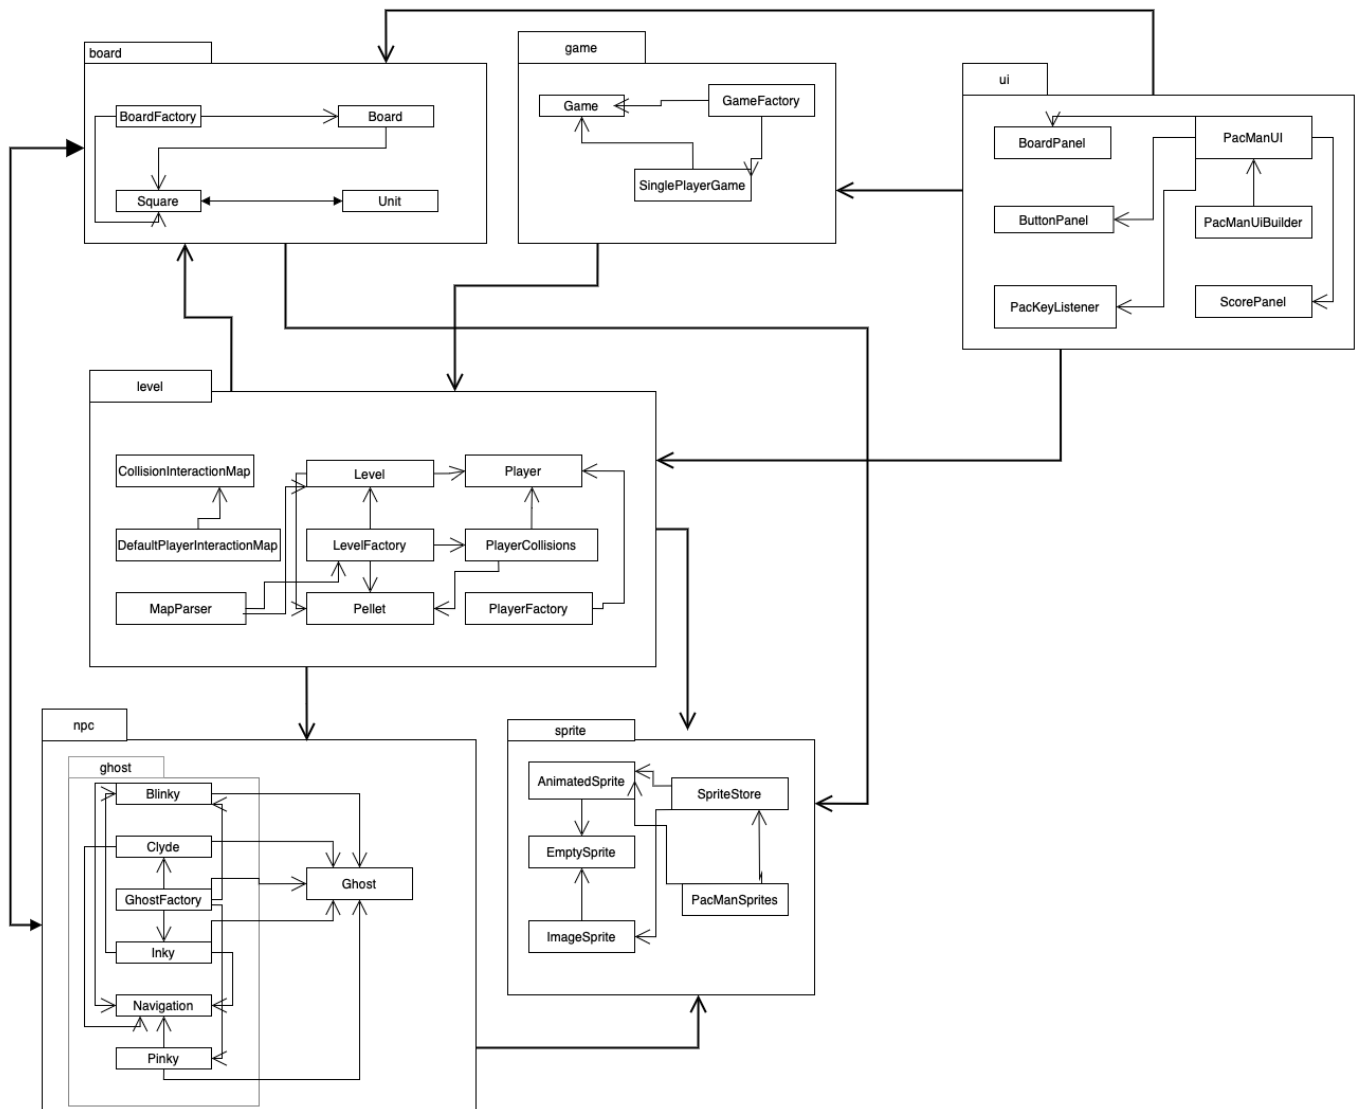 board
BoardFactory
Board
Square
Unit
game
Game
GameFactory
SinglePlayerGame
ui
BoardPanel
PacManUI
ButtonPanel
PacManUiBuilder
PacKeyListener
ScorePanel
level
CollisionInteractionMap
Level
Player
DefaultPlayerInteractionMap
LevelFactory
PlayerCollisions
MapParser
Pellet
PlayerFactory
npc
ghost
Blinky
Clyde
GhostFactory
Ghost
Inky
Navigation
Pinky
sprite
AnimatedSprite
SpriteStore
EmptySprite
PacManSprites
ImageSprite